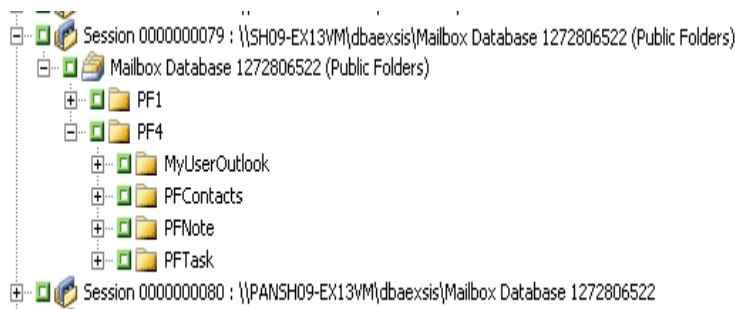 Session 0000000079 : \\SH09-EX13VM\dbaexsis\Mailbox Database 1272806522 (Public Folders)
Mailbox Database 1272806522 (Public Folders)
PF1
PF4
MyUserOutlook
PFContacts
PFNote
PFTask
Session 0000000080 : \\PANSH09-EX13VM\dbaexsis\Mailbox Database 1272806522